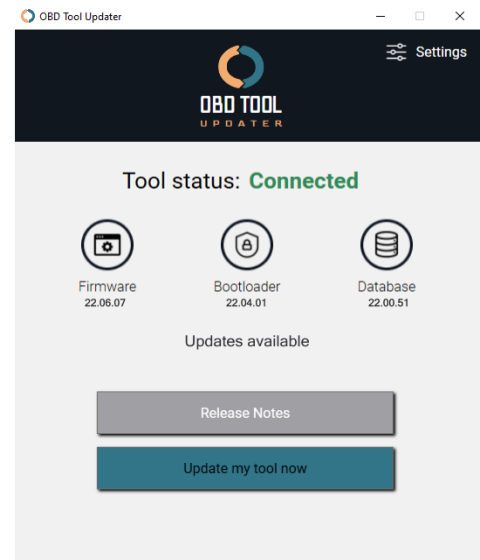 OBD Tool Updater
Settings
OBD TOOL
UPDATER
Tool status: Connected
Firmware
22.06.07
Bootloader
22.04.01
Database
22.00.51
Updates available
Release Notes
Update my tool now